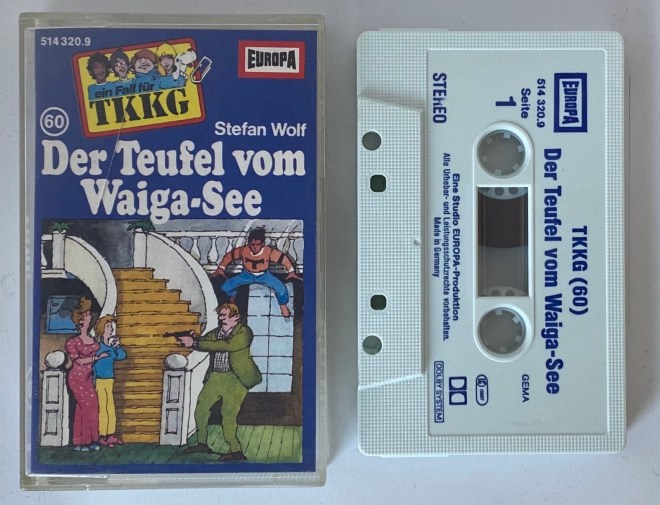 514 320.9
ein Fall für
TKKG
EUROPA
60
Stefan Wolf
Der Teufel vom
Waiga-See
T
EUROPA
514 320.9
Seite
1
STEREO
TKKG (60)
Der Teufel vom Waiga-See
Eine Studio EUROPA-Produktion
Alle Urheber- und Leistungsschutzrechte vorbehalten.
Made in Germany
GEMA
DOLBY SYSTEM